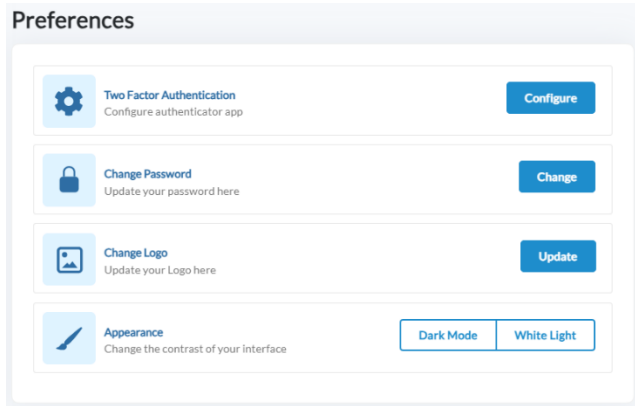 Preferences
Two Factor Authentication
Configure authenticator app
Configure
Change Password
Update your password here
Change
Change Logo
Update your Logo here
Update
Appearance
Change the contrast of your interface
Dark Mode
White Light